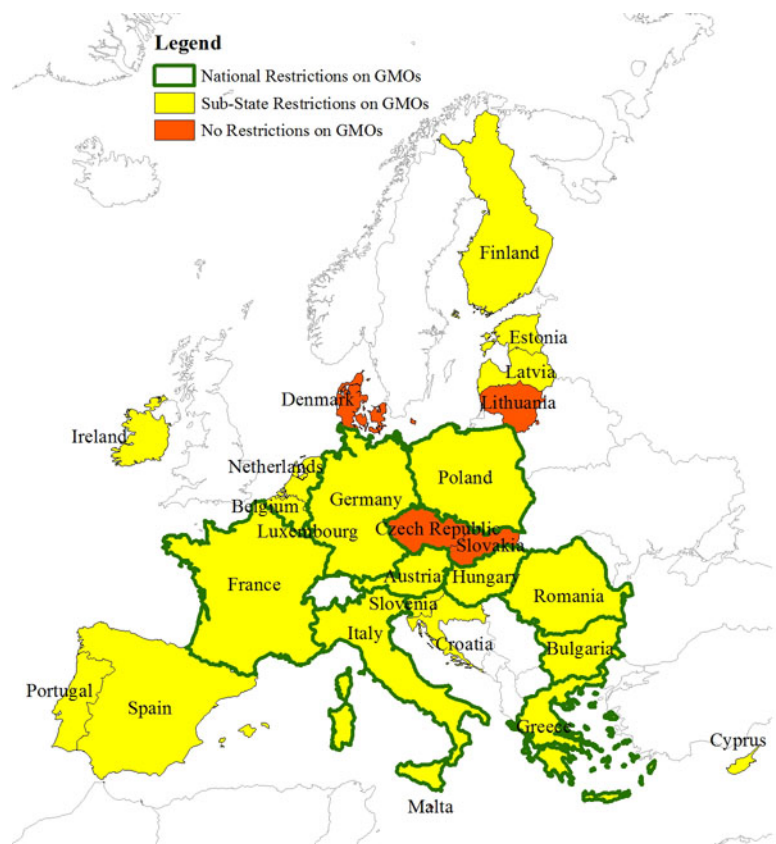 Legend
National Restrictions on GMOs
Sub-State Restrictions on GMOs
No Restrictions on GMOs
Finland
Estonia
Latvia
Lithuania
Denmark
Ireland
Netherlands
Poland
Germany
Belgium
Luxembourg
Czech Republic
Slovakia
Austria
Hungary
France
Romania
Slovenia
Italy
Croatia
Bulgaria
Portugal
Spain
Greece
Cyprus
Malta